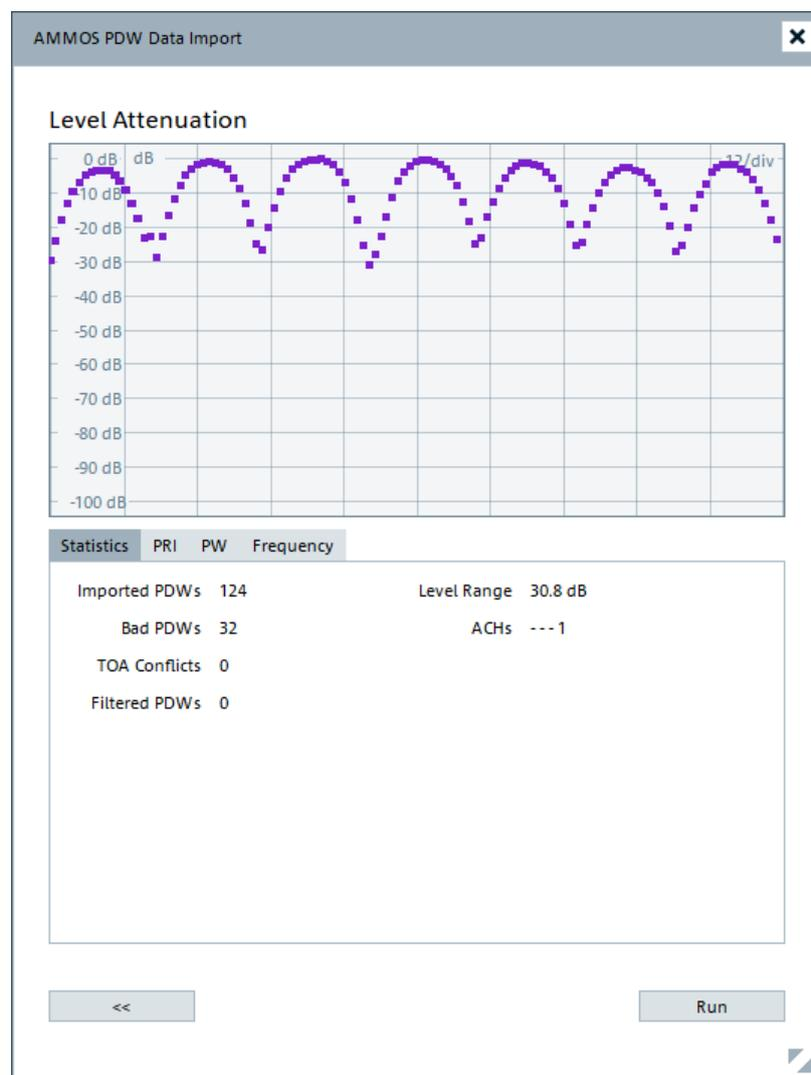 AMMOS PDW Data Import
Level Attenuation
0 dB dB 12/div
-10 dB
-20 dB
-30 dB
-40 dB
-50 dB
-60 dB
-70 dB
-80 dB
-90 dB
-100 dB
Statistics PRI PW Frequency
Imported PDWs 124 Level Range 30.8 dB
Bad PDWs 32 ACHs - - - 1
TOA Conflicts 0
Filtered PDWs 0
<< Run